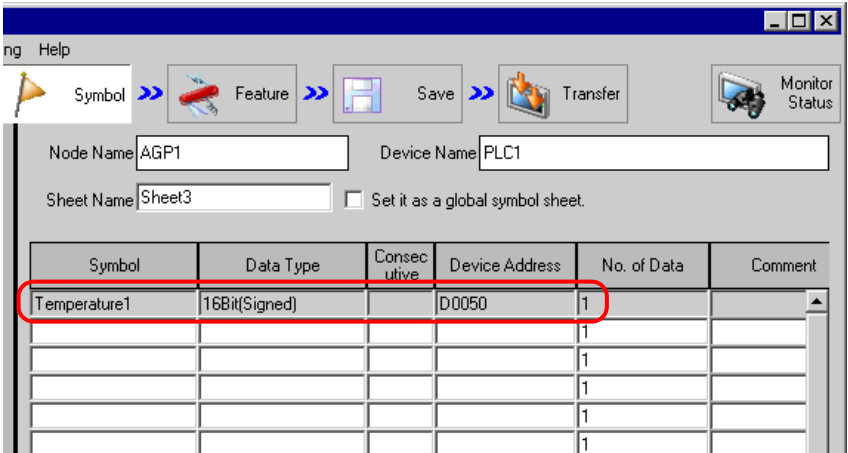 ng Help
Symbol Feature Save Transfer Monitor Status
Node Name AGP1 Device Name PLC1
Sheet Name Sheet3 Set it as a global symbol sheet.
Symbol Data Type Consecutive Device Address No. of Data Comment
Temperature1 16Bit(Signed) D0050 1
1
1
1
1
1